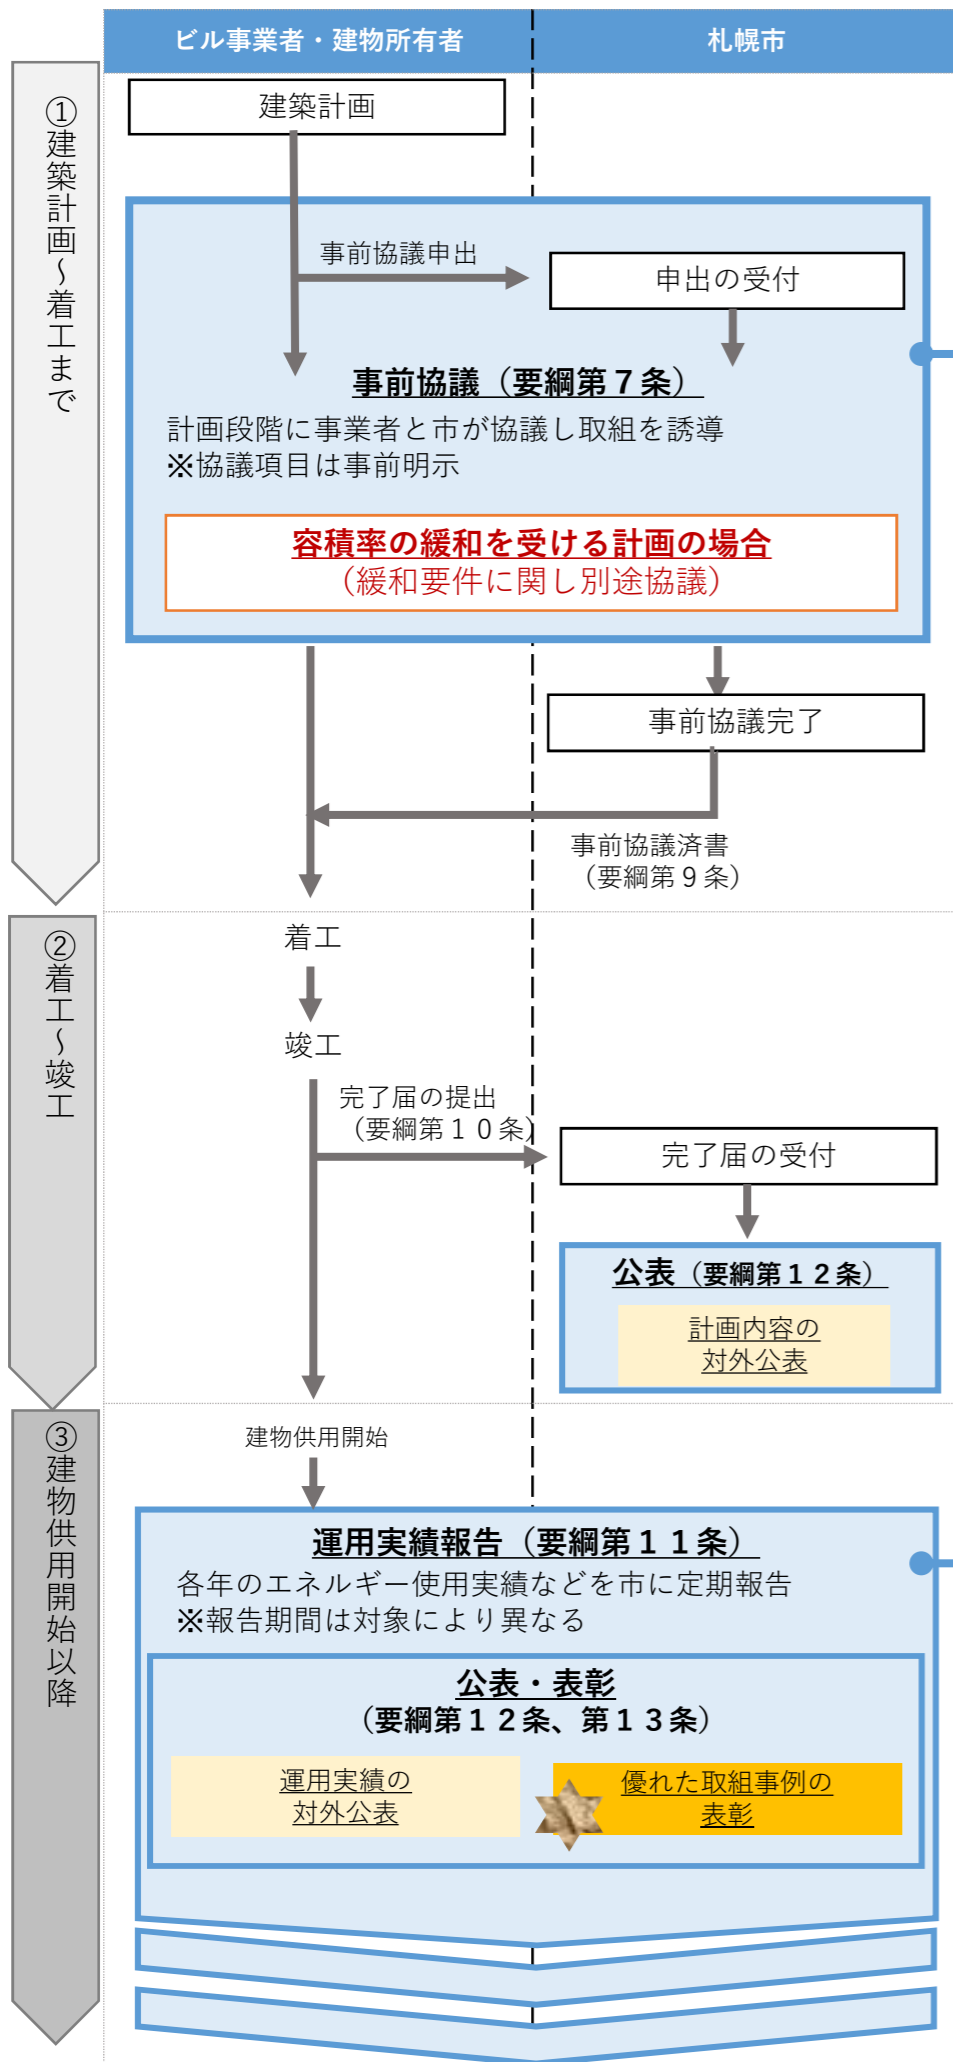 ビル事業者・建物所有者
札幌市
①建築計画～着工まで
建築計画
事前協議申出
申出の受付
事前協議（要綱第７条）
計画段階に事業者と市が協議し取組を誘導
※協議項目は事前明示
容積率の緩和を受ける計画の場合
（緩和要件に関し別途協議）
事前協議完了
事前協議済書
（要綱第９条）
②着工～竣工
着工
竣工
完了届の提出
（要綱第１０条）
完了届の受付
公表（要綱第１２条）
計画内容の
対外公表
③建物供用開始以降
建物供用開始
運用実績報告（要綱第１１条）
各年のエネルギー使用実績などを市に定期報告
※報告期間は対象により異なる
公表・表彰
（要綱第１２条、第１３条）
運用実績の
対外公表
優れた取組事例の
表彰